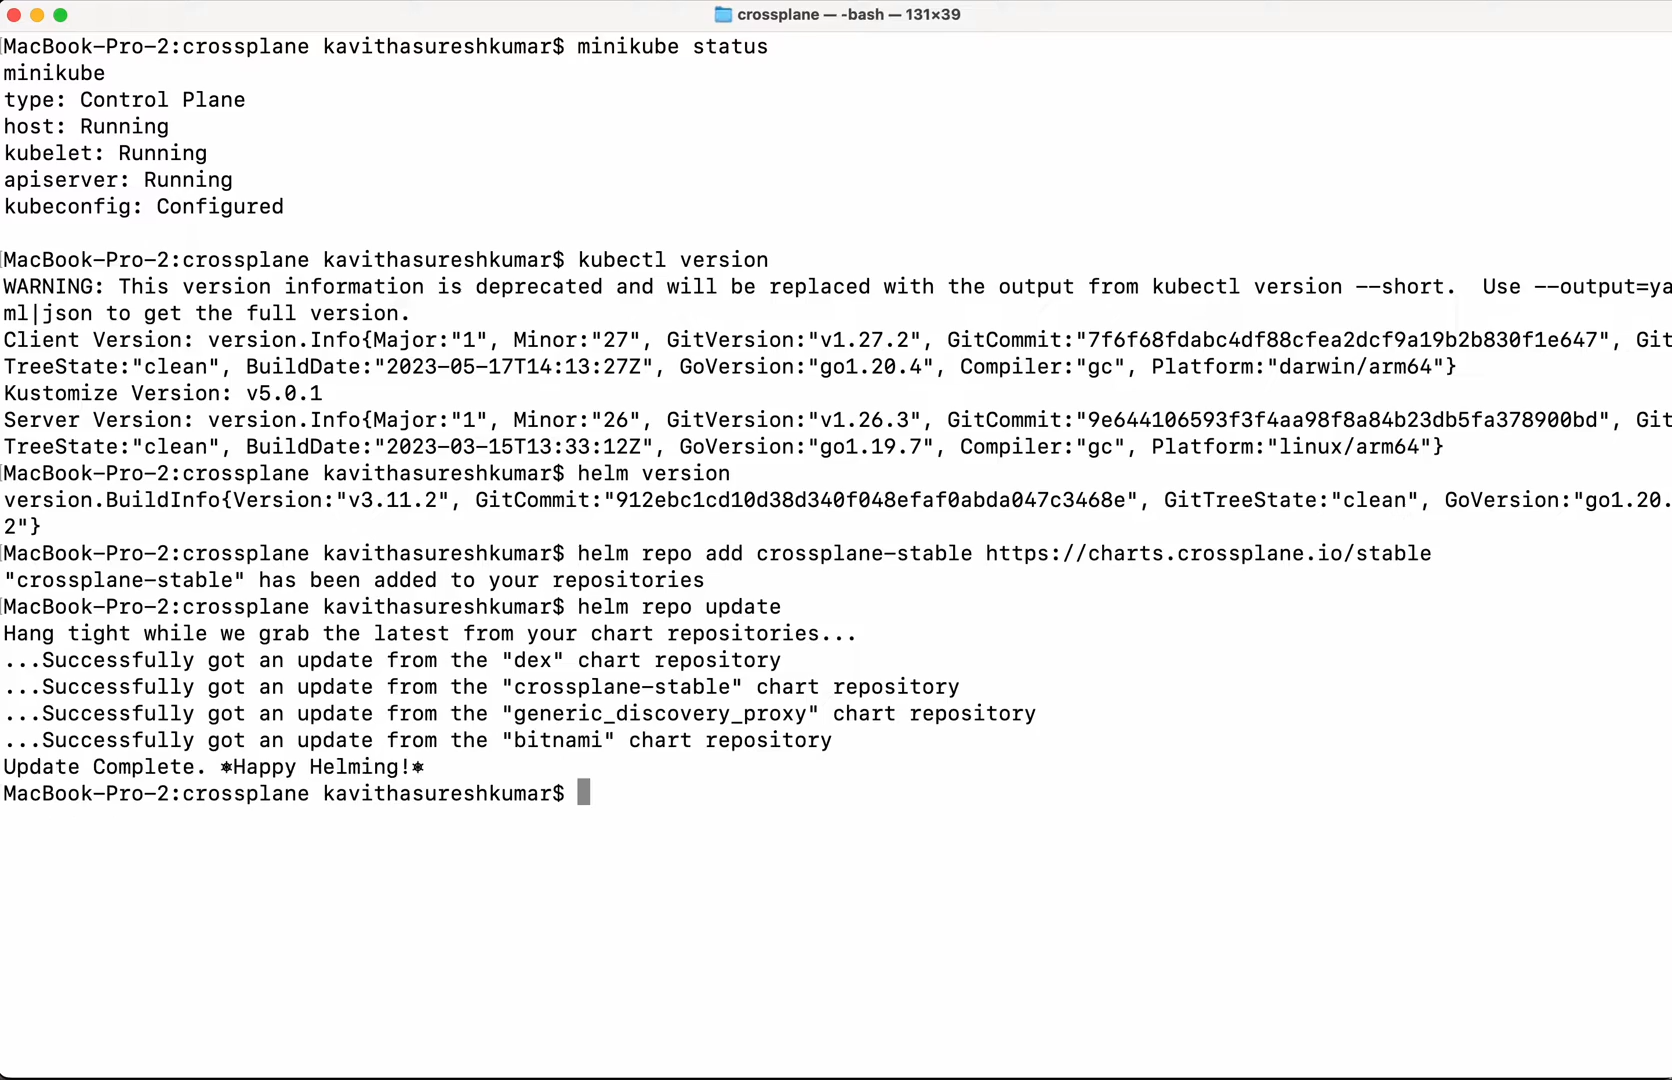 crossplane — -bash — 131×39
MacBook-Pro-2:crossplane kavithasureshkumar$ minikube status
minikube
type: Control Plane
host: Running
kubelet: Running
apiserver: Running
kubeconfig: Configured
MacBook-Pro-2:crossplane kavithasureshkumar$ kubectl version
WARNING: This version information is deprecated and will be replaced with the output from kubectl version --short.  Use --output=ya
ml|json to get the full version.
Client Version: version.Info{Major:"1", Minor:"27", GitVersion:"v1.27.2", GitCommit:"7f6f68fdabc4df88cfea2dcf9a19b2b830f1e647", Git
TreeState:"clean", BuildDate:"2023-05-17T14:13:27Z", GoVersion:"go1.20.4", Compiler:"gc", Platform:"darwin/arm64"}
Kustomize Version: v5.0.1
Server Version: version.Info{Major:"1", Minor:"26", GitVersion:"v1.26.3", GitCommit:"9e644106593f3f4aa98f8a84b23db5fa378900bd", Git
TreeState:"clean", BuildDate:"2023-03-15T13:33:12Z", GoVersion:"go1.19.7", Compiler:"gc", Platform:"linux/arm64"}
MacBook-Pro-2:crossplane kavithasureshkumar$ helm version
version.BuildInfo{Version:"v3.11.2", GitCommit:"912ebc1cd10d38d340f048efaf0abda047c3468e", GitTreeState:"clean", GoVersion:"go1.20.
2"}
MacBook-Pro-2:crossplane kavithasureshkumar$ helm repo add crossplane-stable https://charts.crossplane.io/stable
"crossplane-stable" has been added to your repositories
MacBook-Pro-2:crossplane kavithasureshkumar$ helm repo update
Hang tight while we grab the latest from your chart repositories...
...Successfully got an update from the "dex" chart repository
...Successfully got an update from the "crossplane-stable" chart repository
...Successfully got an update from the "generic_discovery_proxy" chart repository
...Successfully got an update from the "bitnami" chart repository
Update Complete. ⎈Happy Helming!⎈
MacBook-Pro-2:crossplane kavithasureshkumar$